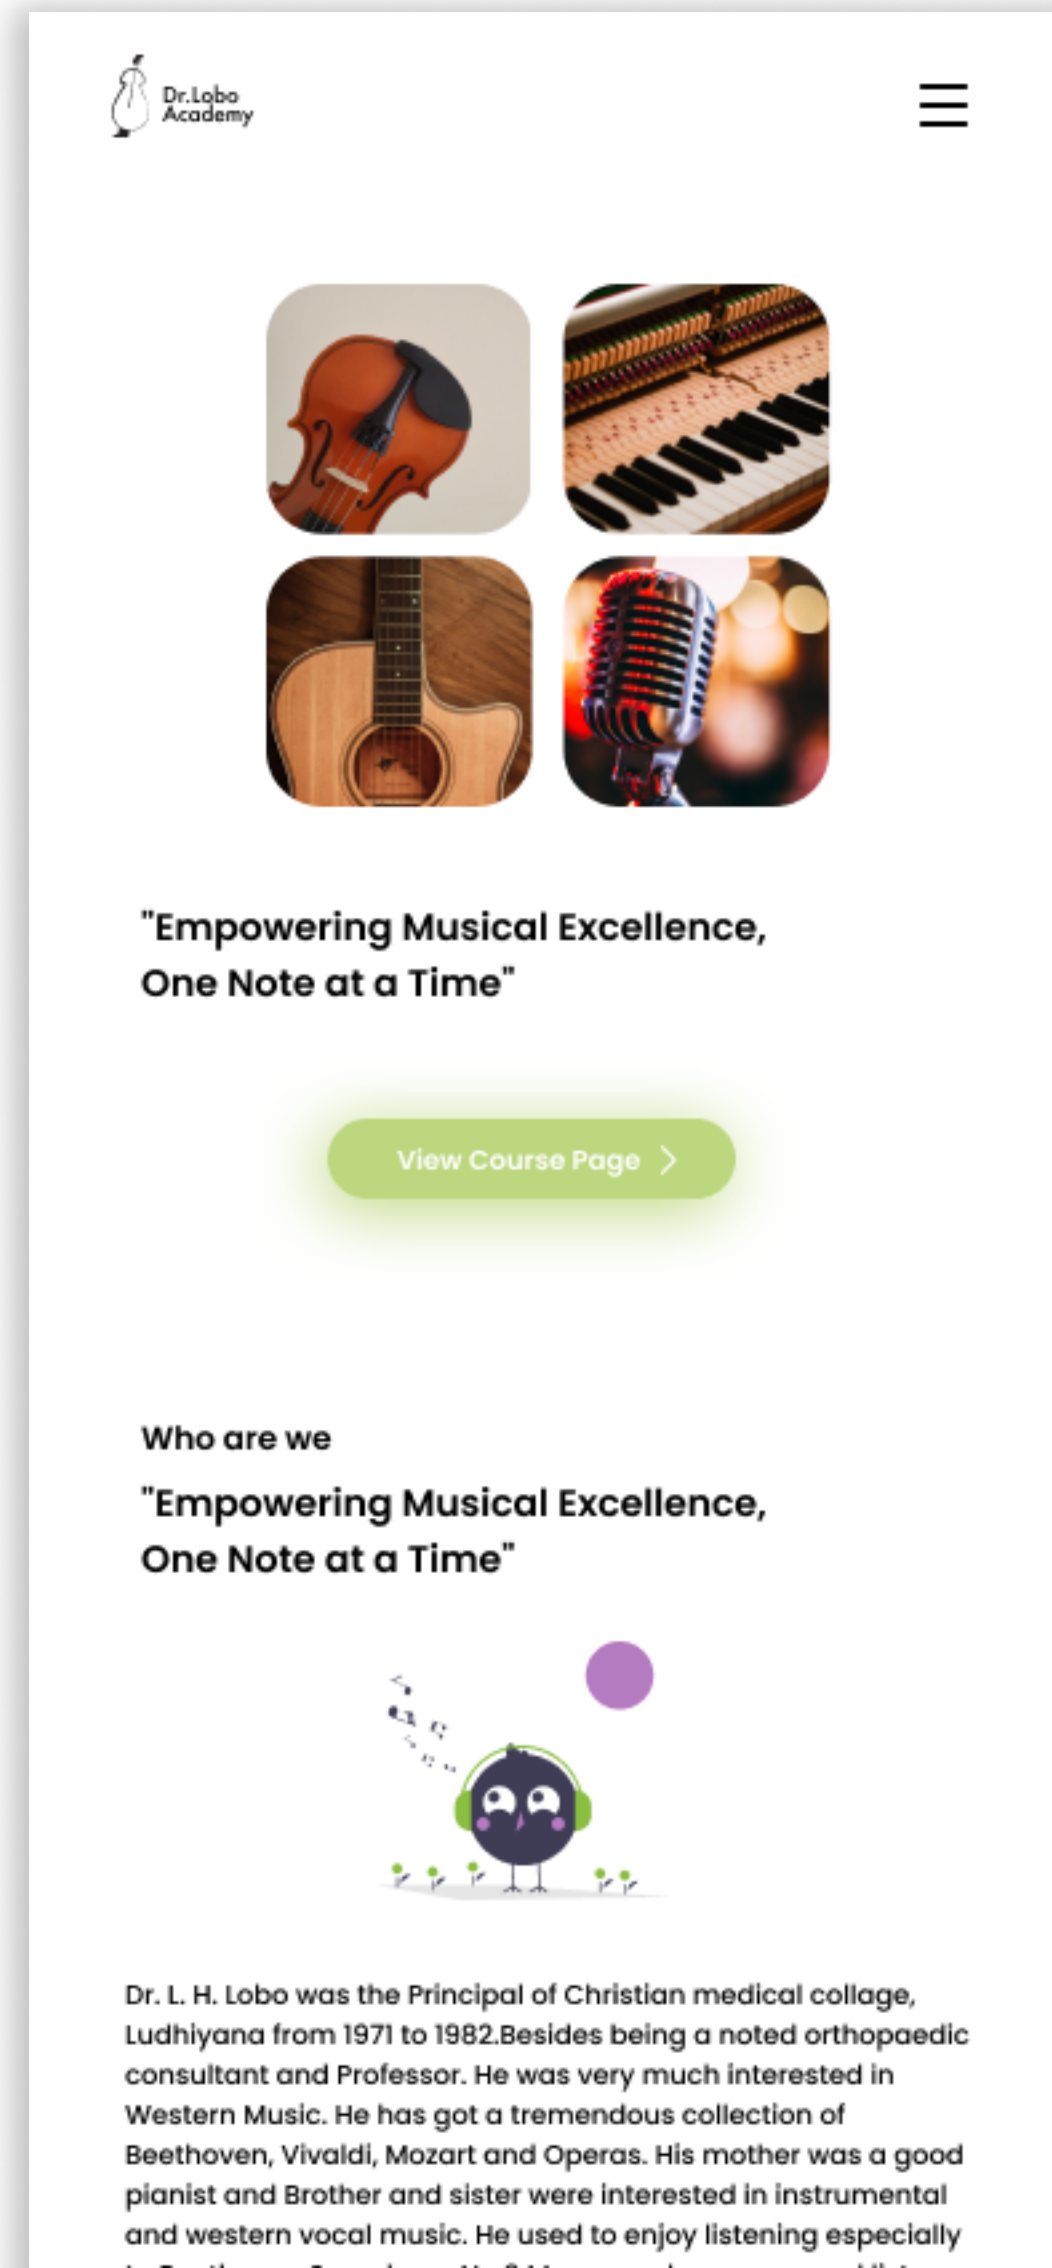 Dr.Lobo
Academy
"Empowering Musical Excellence,
One Note at a Time"
View Course Page
Who are we
"Empowering Musical Excellence,
One Note at a Time"
Dr. L. H. Lobo was the Principal of Christian medical collage,
Ludhiyana from 1971 to 1982.Besides being a noted orthopaedic
consultant and Professor. He was very much interested in
Western Music. He has got a tremendous collection of
Beethoven, Vivaldi, Mozart and Operas. His mother was a good
pianist and Brother and sister were interested in instrumental
and western vocal music. He used to enjoy listening especially